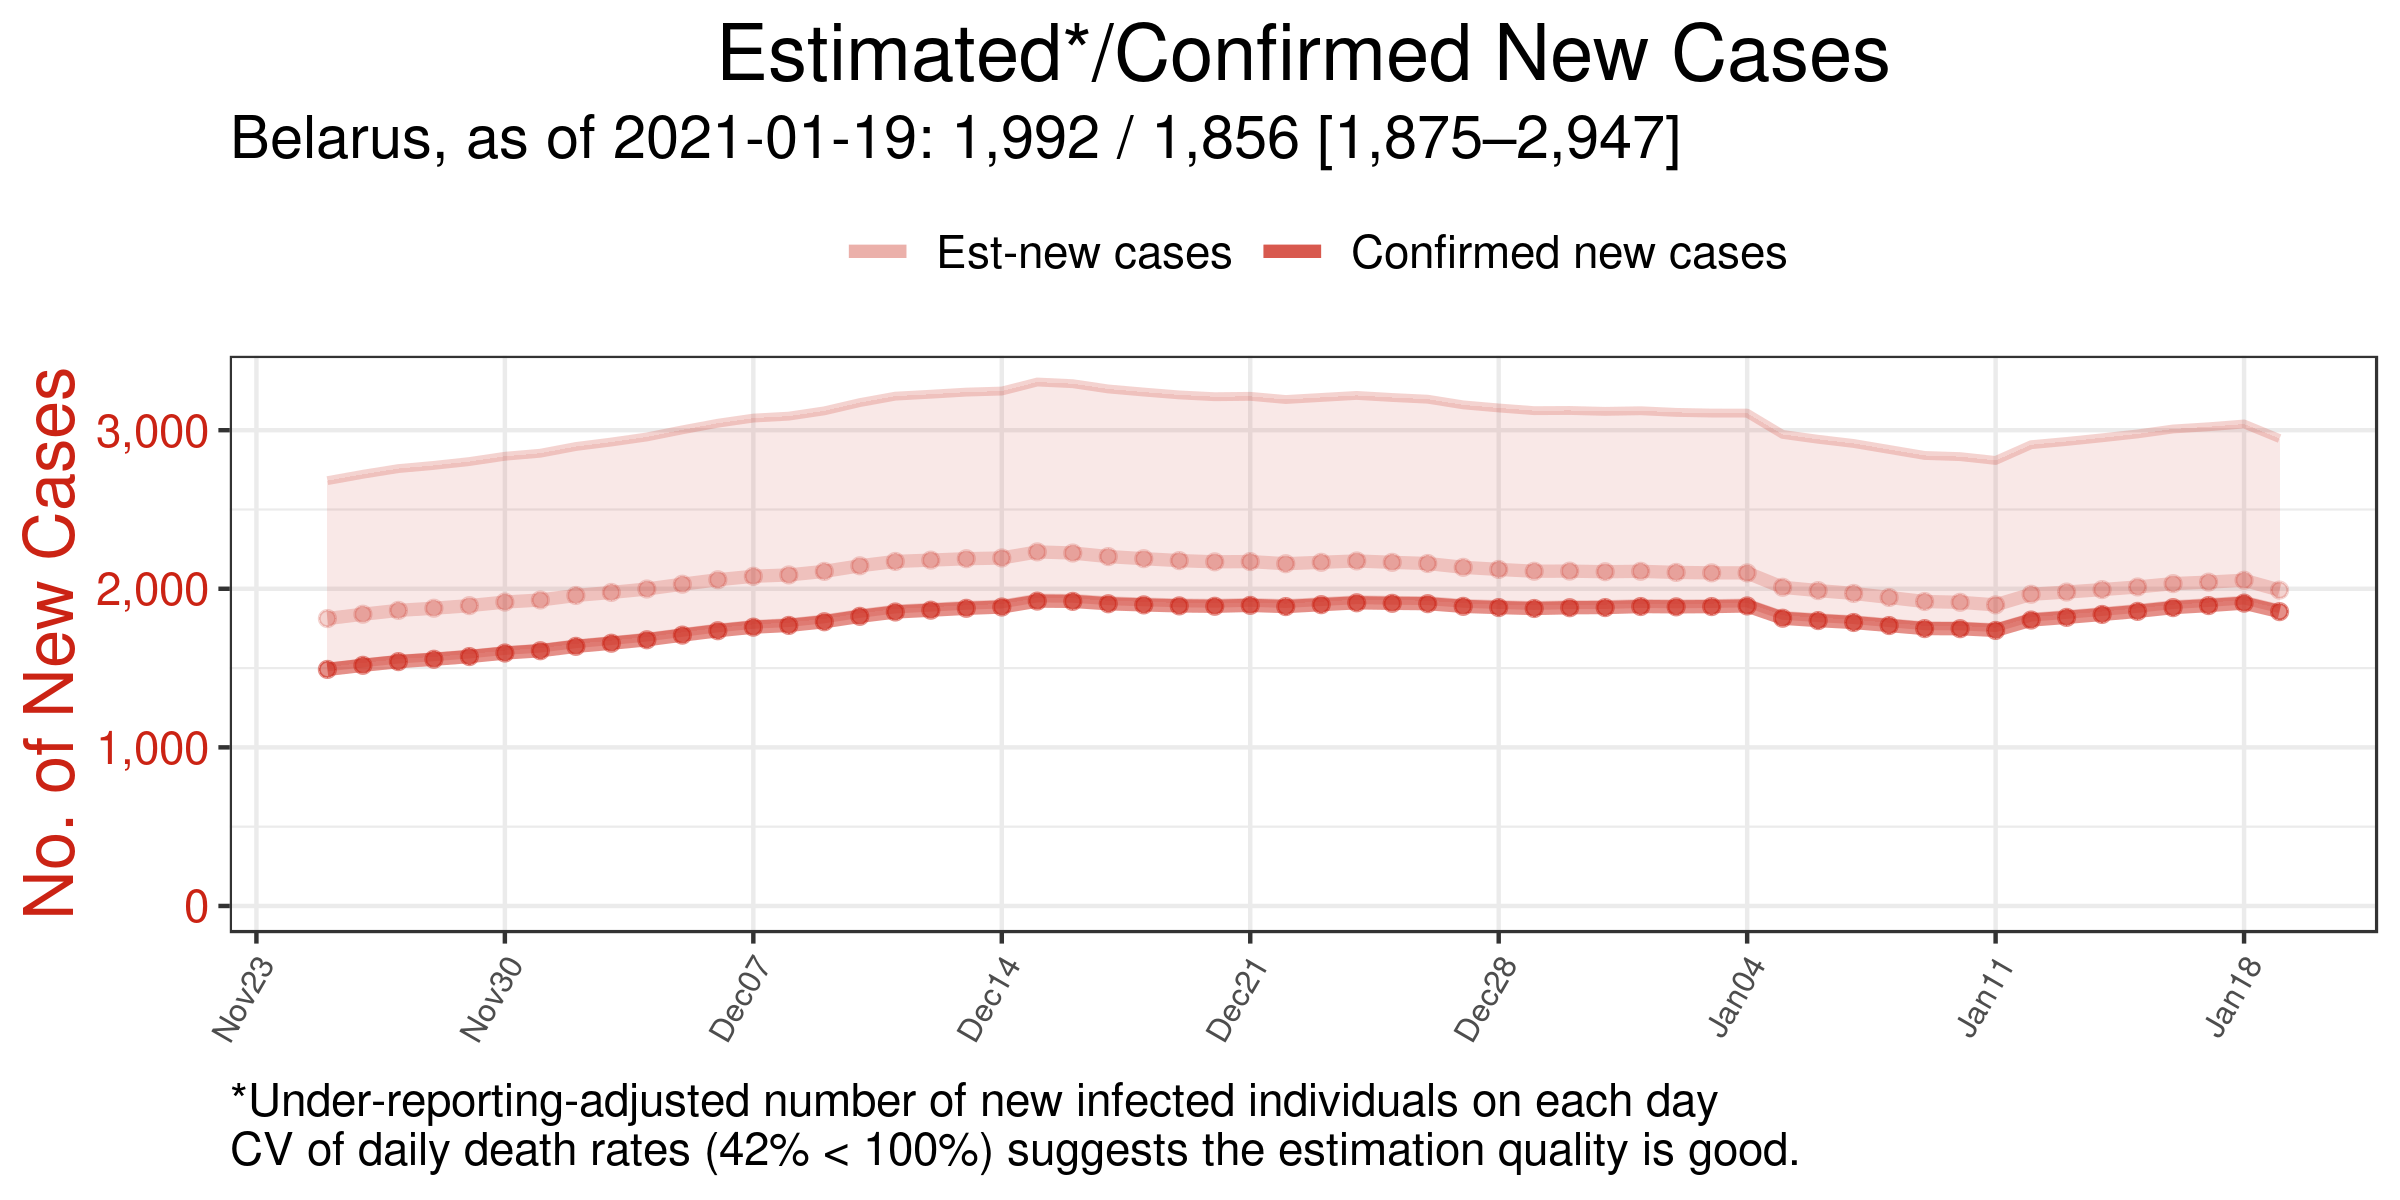 Estimated*/Confirmed New Cases
Belarus, as of 2021-01-19: 1,992 / 1,856 [1,875–2,947]
Est-new cases
Confirmed new cases
No. of New Cases
3,000
2,000
1,000
0
Nov23
Nov30
Dec07
Dec14
Dec21
Dec28
Jan04
Jan11
Jan18
*Under-reporting-adjusted number of new infected individuals on each day
CV of daily death rates (42% < 100%) suggests the estimation quality is good.